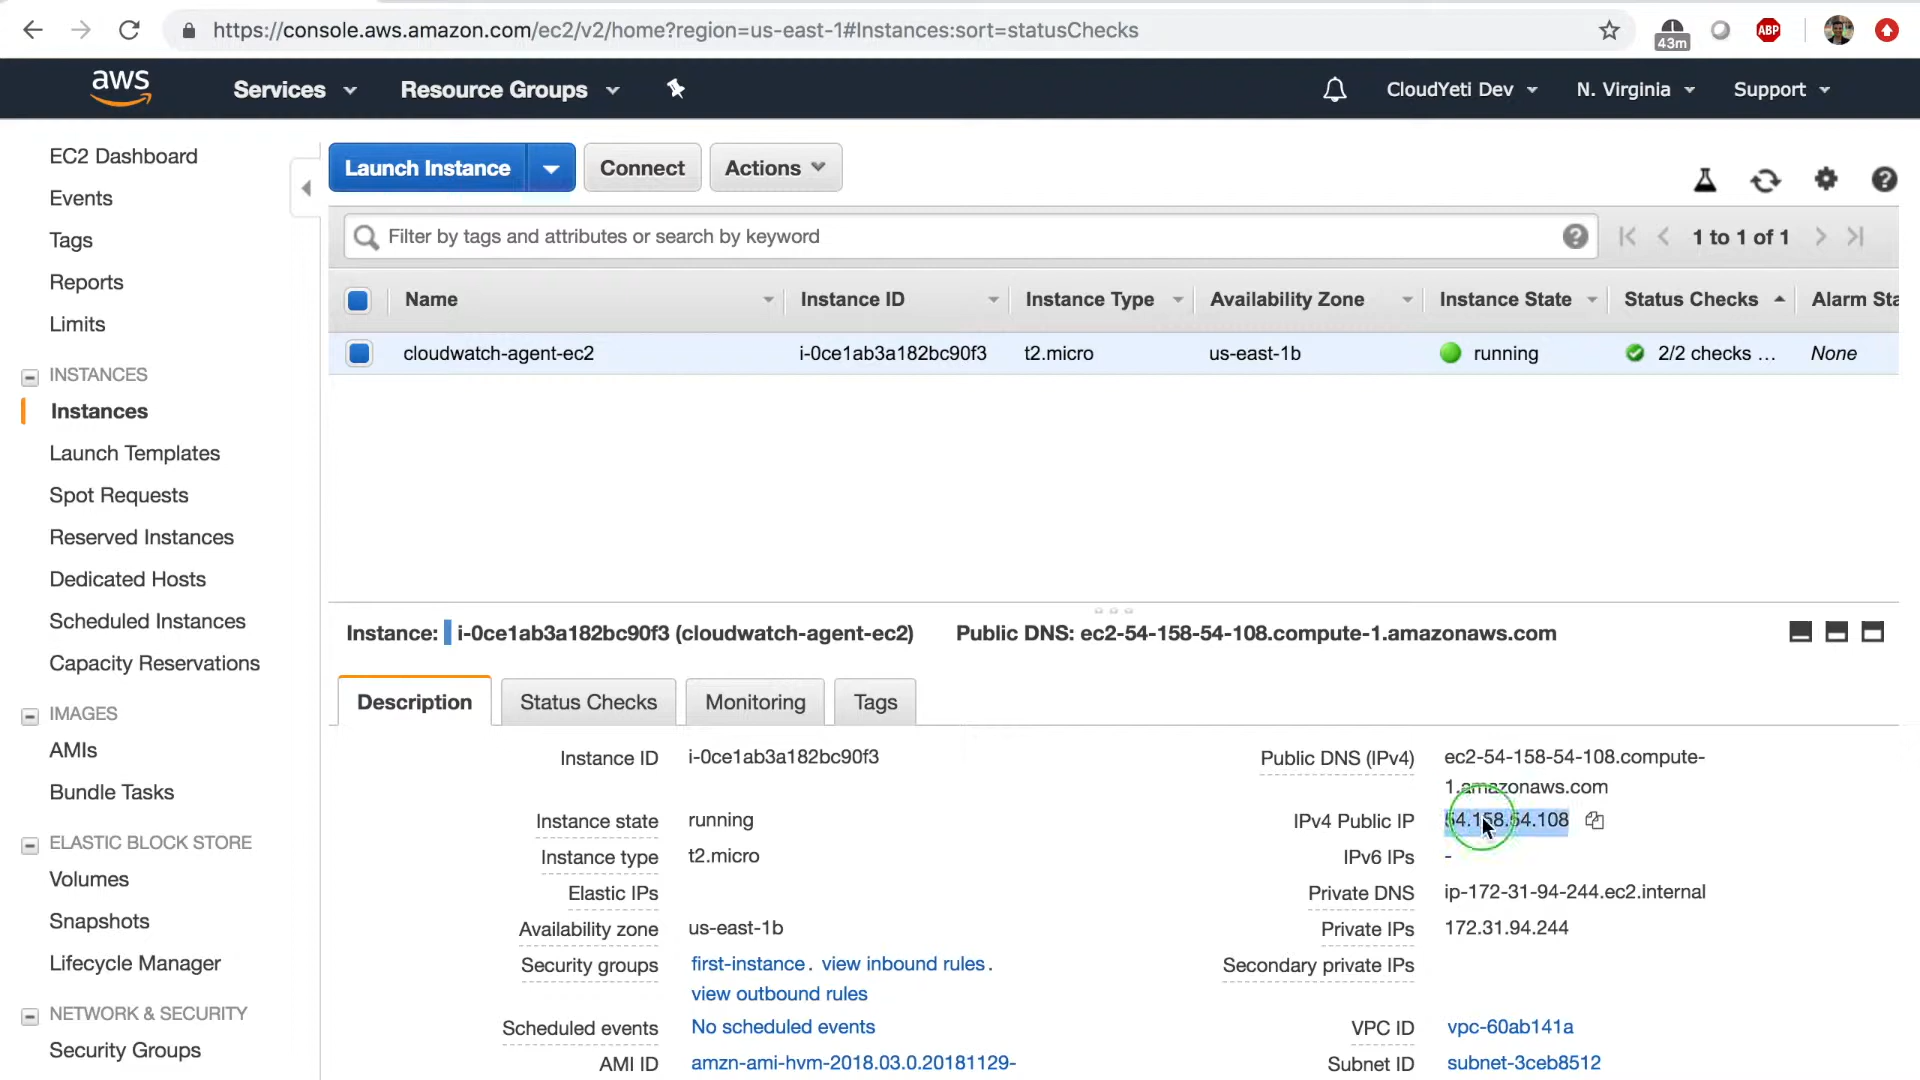 https://console.aws.amazon.com/ec2/v2/home?region=us-east-1#Instances:sort=statusChecks
43m
ABP
aws
Services
Resource Groups
CloudYeti Dev
N. Virginia
Support
EC2 Dashboard
Events
Tags
Reports
Limits
INSTANCES
Instances
Launch Templates
Spot Requests
Reserved Instances
Dedicated Hosts
Scheduled Instances
Capacity Reservations
IMAGES
AMIs
Bundle Tasks
ELASTIC BLOCK STORE
Volumes
Snapshots
Lifecycle Manager
NETWORK & SECURITY
Security Groups
Launch Instance
Connect
Actions
Filter by tags and attributes or search by keyword
1 to 1 of 1
Name Instance ID Instance Type Availability Zone Instance State Status Checks Alarm Sta
cloudwatch-agent-ec2 i-0ce1ab3a182bc90f3 t2.micro us-east-1b running 2/2 checks ... None
Instance: i-0ce1ab3a182bc90f3 (cloudwatch-agent-ec2) Public DNS: ec2-54-158-54-108.compute-1.amazonaws.com
Description
Status Checks
Monitoring
Tags
Instance ID i-0ce1ab3a182bc90f3
Instance state running
Instance type t2.micro
Elastic IPs
Availability zone us-east-1b
Security groups first-instance. view inbound rules.
view outbound rules
Scheduled events No scheduled events
AMI ID amzn-ami-hvm-2018.03.0.20181129-
Public DNS (IPv4) ec2-54-158-54-108.compute-
1.amazonaws.com
IPv4 Public IP 54.158.54.108
IPv6 IPs -
Private DNS ip-172-31-94-244.ec2.internal
Private IPs 172.31.94.244
Secondary private IPs
VPC ID vpc-60ab141a
Subnet ID subnet-3ceb8512